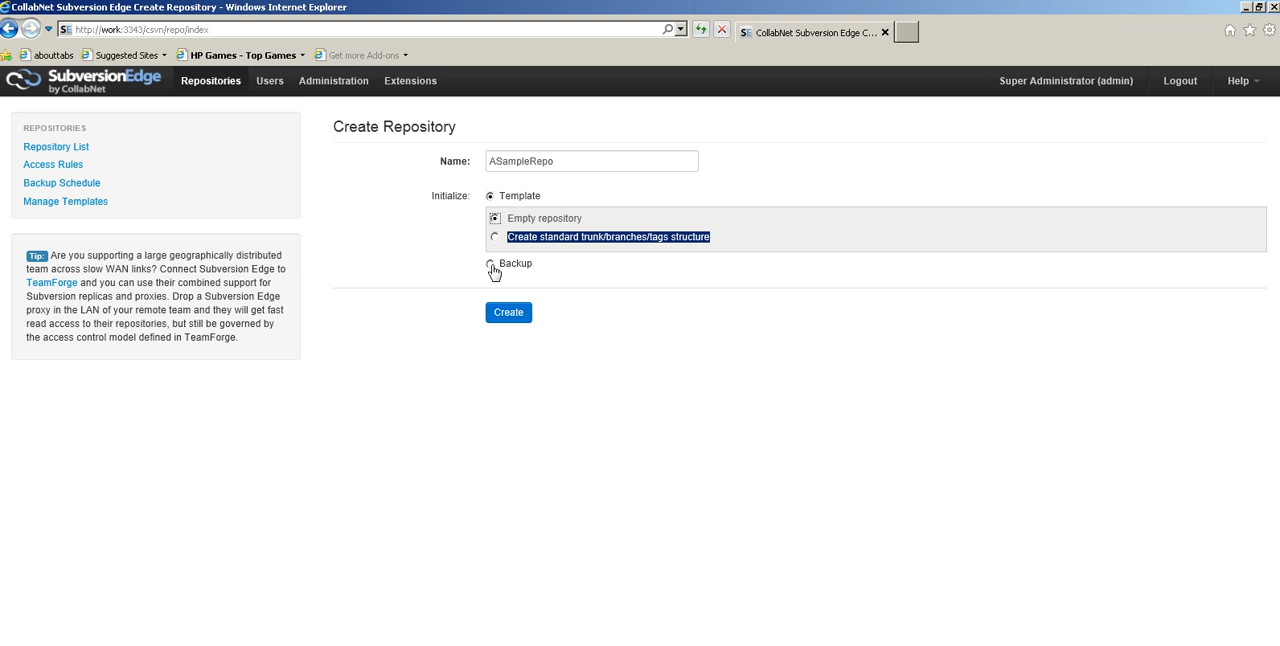 CollabNet Subversion Edge Create Repository - Windows Internet Explorer
http://work:3343/csvn/repo/index
CollabNet Subversion Edge C...
abouttabs
Suggested Sites
HP Games - Top Games
Get more Add-ons
SubversionEdge
by CollabNet
Repositories
Users
Administration
Extensions
Super Administrator (admin)
Logout
Help
REPOSITORIES
Repository List
Access Rules
Backup Schedule
Manage Templates
Tip: Are you supporting a large geographically distributed
team across slow WAN links? Connect Subversion Edge to
TeamForge and you can use their combined support for
Subversion replicas and proxies. Drop a Subversion Edge
proxy in the LAN of your remote team and they will get fast
read access to their repositories, but still be governed by
the access control model defined in TeamForge.
Create Repository
Name: ASampleRepo
Initialize: Template
Empty repository
Create standard trunk/branches/tags structure
Backup
Create